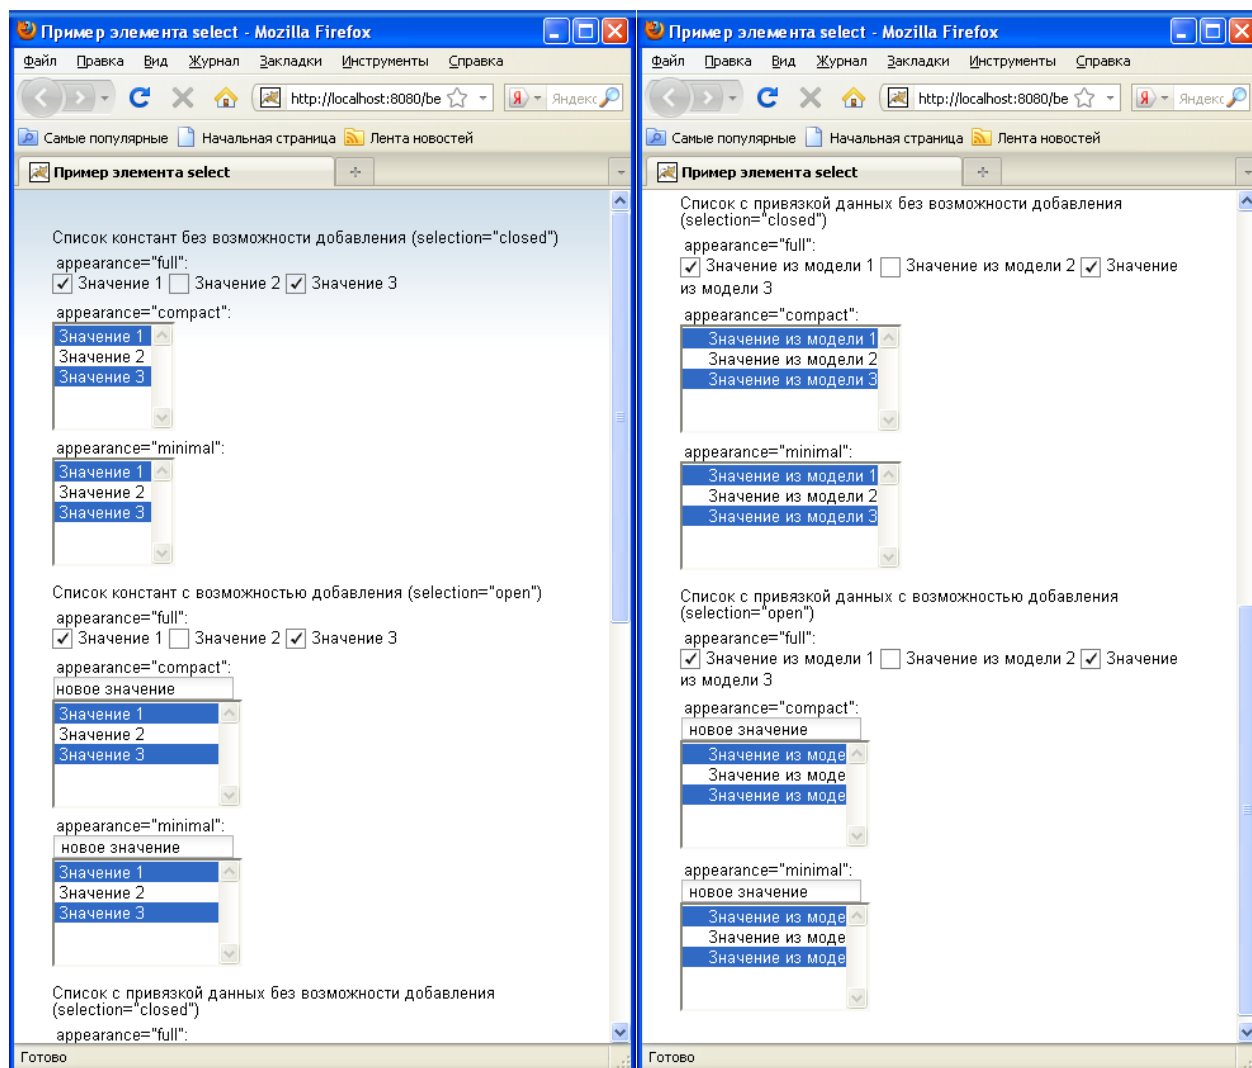 Пример элемента select - Mozilla Firefox
Файл Правка Вид Журнал Закладки Инструменты Справка
http://localhost:8080/be Я Яндекс
Самые популярные Начальная страница Лента новостей
Пример элемента select
Список констант без возможности добавления (selection="closed")
appearance="full":
Значение 1 Значение 2 Значение 3
appearance="compact":
Значение 1
Значение 2
Значение 3
appearance="minimal":
Значение 1
Значение 2
Значение 3
Список констант с возможностью добавления (selection="open")
appearance="full":
Значение 1 Значение 2 Значение 3
appearance="compact":
новое значение
Значение 1
Значение 2
Значение 3
appearance="minimal":
новое значение
Значение 1
Значение 2
Значение 3
Список с привязкой данных без возможности добавления
(selection="closed")
appearance="full":
Готово
Пример элемента select - Mozilla Firefox
Файл Правка Вид Журнал Закладки Инструменты Справка
http://localhost:8080/be Я Яндекс
Самые популярные Начальная страница Лента новостей
Пример элемента select
Список с привязкой данных без возможности добавления
(selection="closed")
appearance="full":
Значение из модели 1 Значение из модели 2 Значение
из модели 3
appearance="compact":
Значение из модели 1
Значение из модели 2
Значение из модели 3
appearance="minimal":
Значение из модели 1
Значение из модели 2
Значение из модели 3
Список с привязкой данных с возможностью добавления
(selection="open")
appearance="full":
Значение из модели 1 Значение из модели 2 Значение
из модели 3
appearance="compact":
новое значение
Значение из моде
Значение из моде
Значение из моде
appearance="minimal":
новое значение
Значение из моде
Значение из моде
Значение из моде
Готово